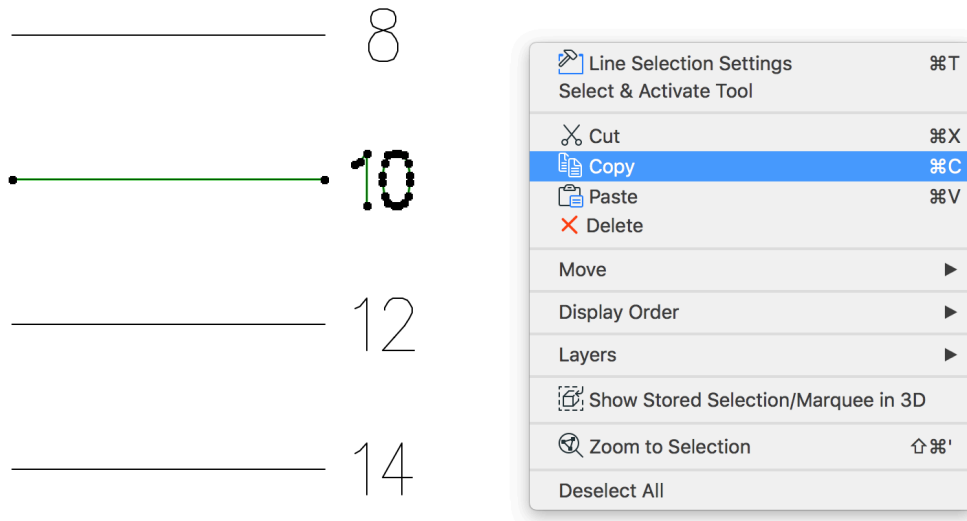 8
10
12
14
Line Selection Settings ⌘T
Select & Activate Tool
Cut ⌘X
Copy ⌘C
Paste ⌘V
Delete
Move ▶
Display Order ▶
Layers ▶
Show Stored Selection/Marquee in 3D
Zoom to Selection ⇧⌘'
Deselect All